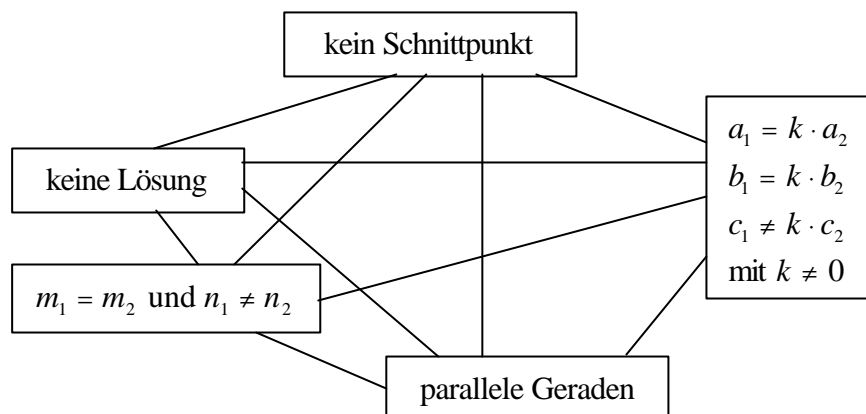 kein Schnittpunkt
a₁ = k · a₂
b₁ = k · b₂
c₁ ≠ k · c₂
mit k ≠ 0
keine Lösung
m₁ = m₂ und n₁ ≠ n₂
parallele Geraden